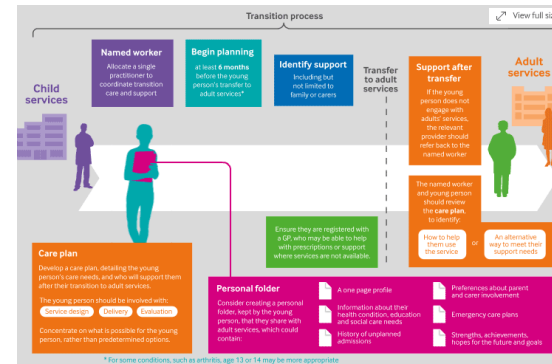 Transition process
View full siz
Named worker
Allocate a single
practitioner to
coordinate transition
care and support
Begin planning
at least 6 months
before the young
person's transfer to
adult services*
Identify support
Including but
not limited to
family or carers
Transfer
to adult
services
Support after
transfer
If the young
person does not
engage with
adults' services,
the relevant
provider should
refer back to the
named worker
Adult
services
Child
services
The named worker
and young person
should review
the care plan,
to identify:
How to help
them use
the service
or
An alternative
way to meet their
support needs
Ensure they are registered with
a GP, who may be able to help
with prescriptions or support
where services are not available.
Care plan
Develop a care plan, detailing the young
person's care needs, and who will support them
after their transition to adult services.
The young person should be involved with:
Service design
Delivery
Evaluation
Concentrate on what is possible for the young
person, rather than predetermined options.
Personal folder
Consider creating a personal
folder, kept by the young
person, that they share with
adult services, which could
contain:
A one page profile
Information about their
health condition, education
and social care needs
History of unplanned
admissions
Preferences about parent
and carer involvement
Emergency care plans
Strengths, achievements,
hopes for the future and goals
* For some conditions, such as arthritis, age 13 or 14 may be more appropriate